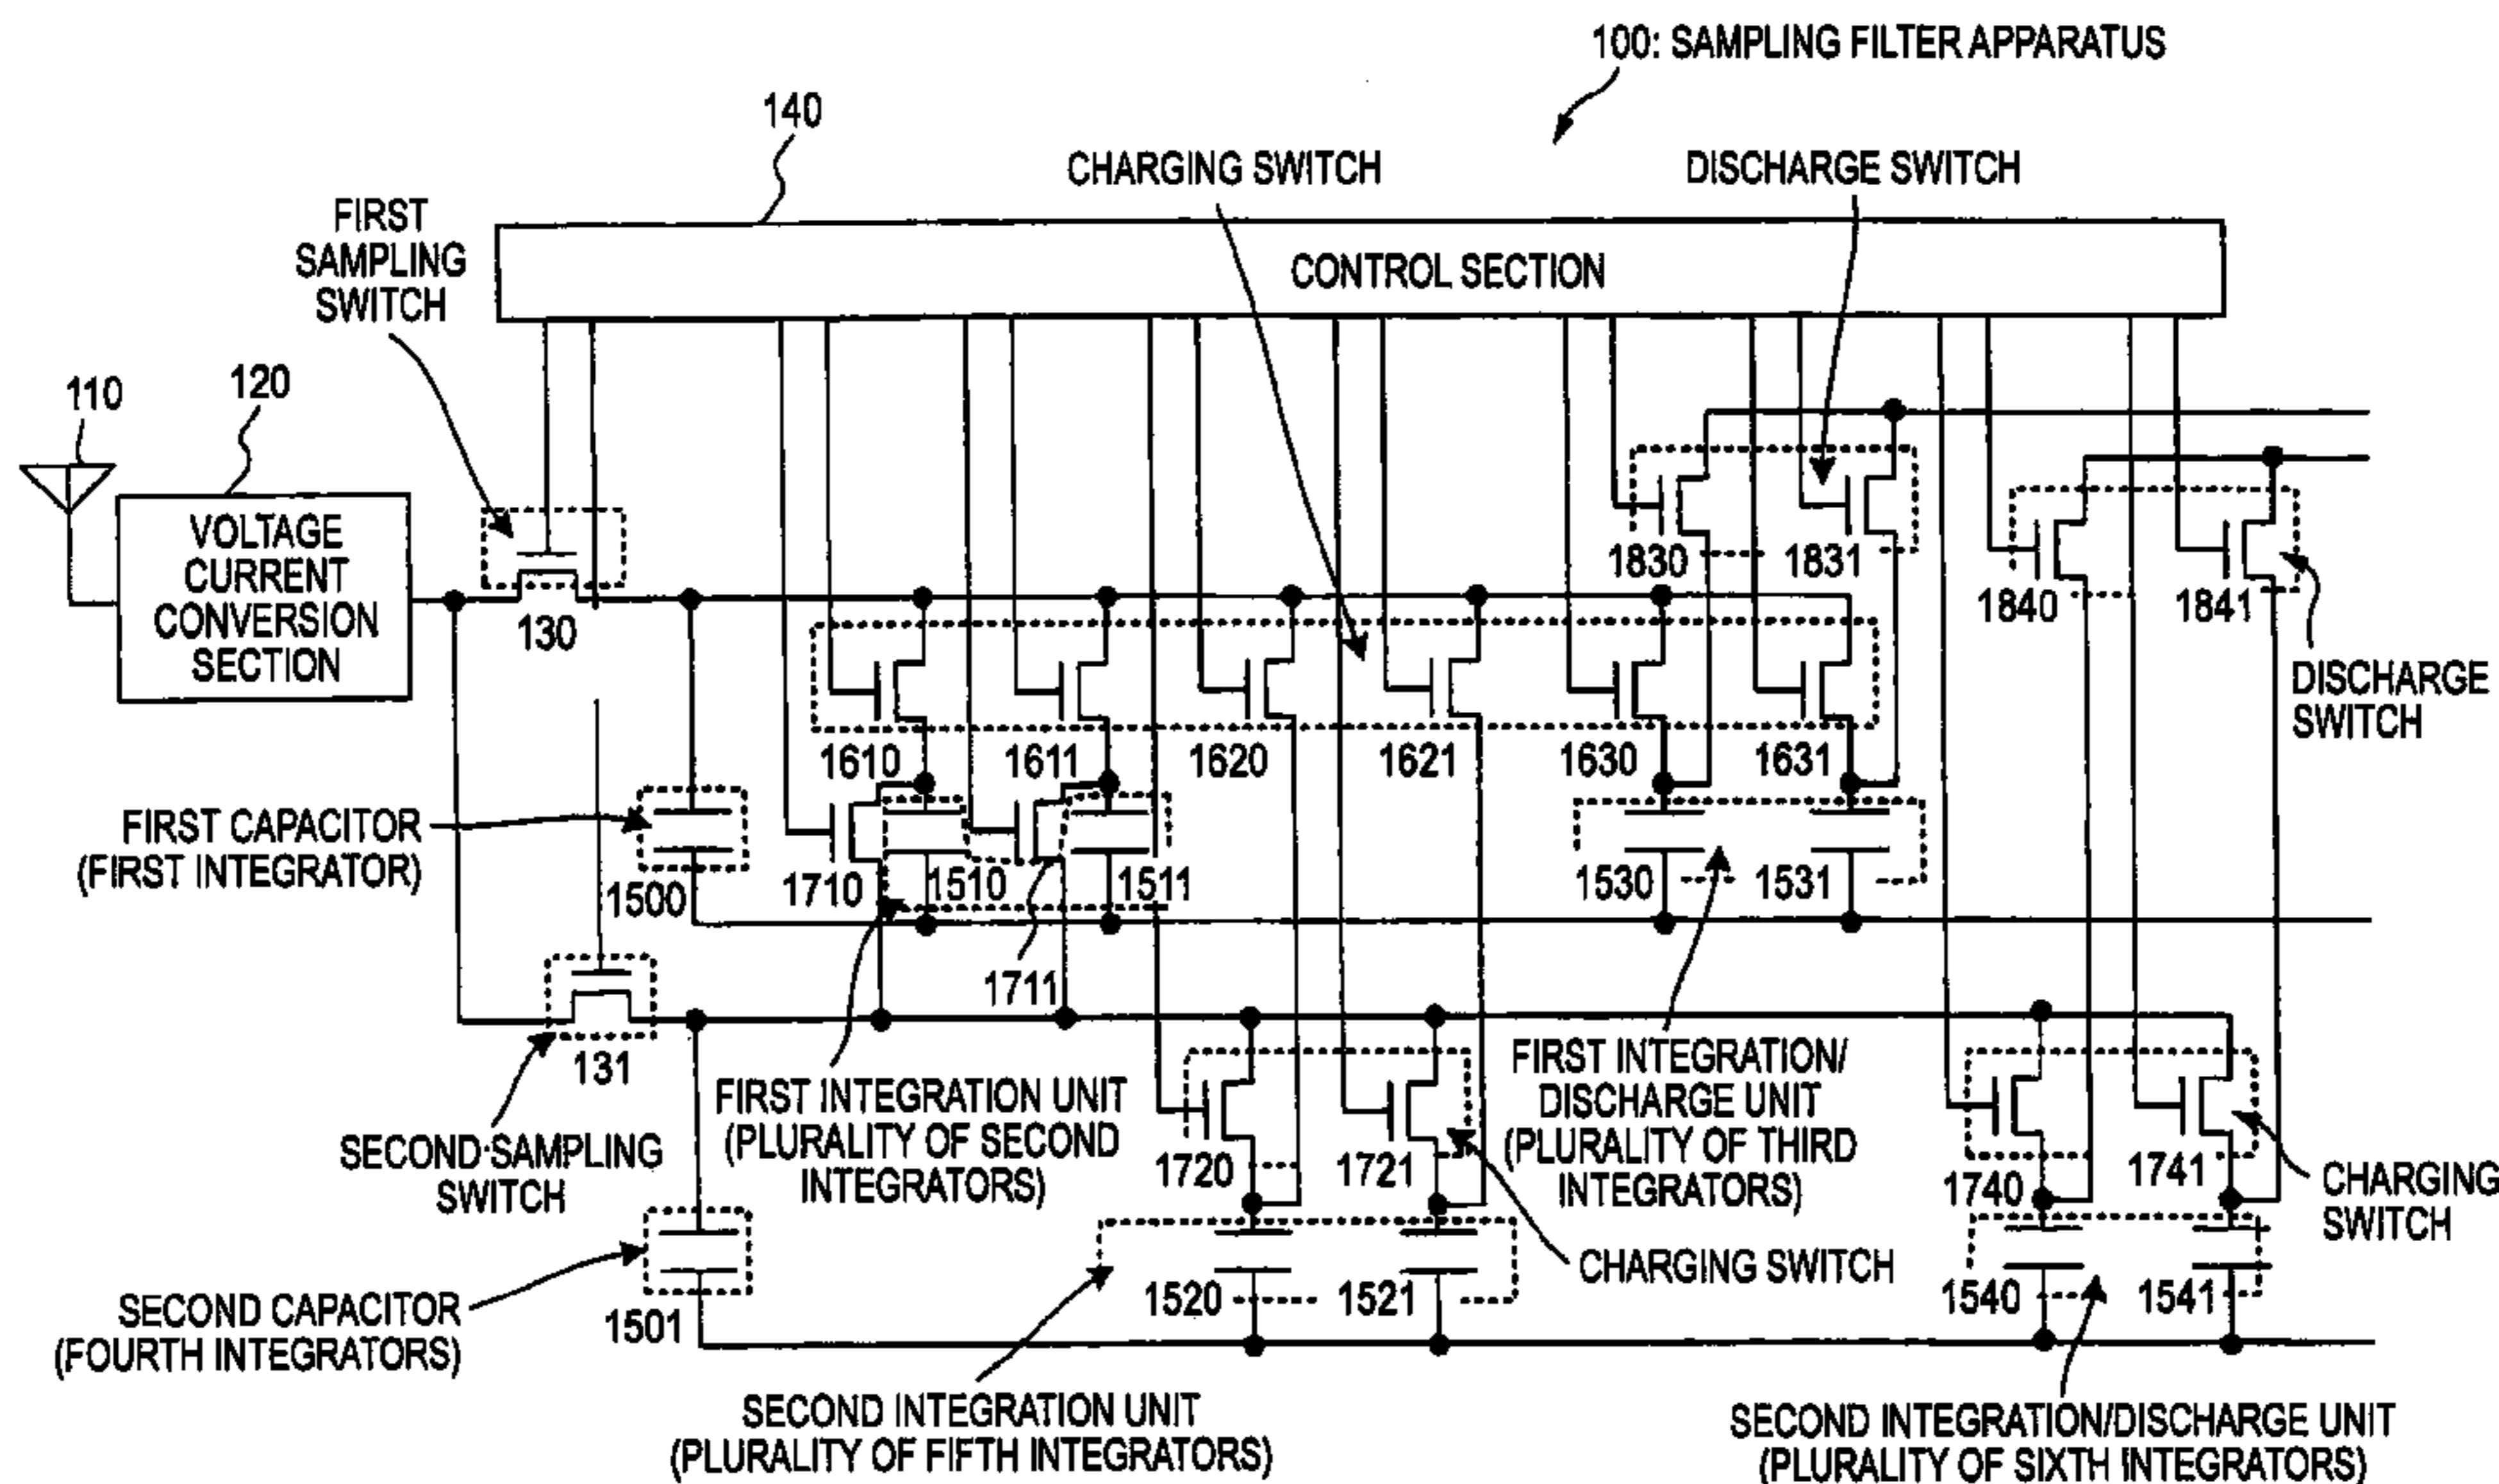 100: SAMPLING FILTER APPARATUS
140
CHARGING SWITCH
DISCHARGE SWITCH
FIRST
SAMPLING
SWITCH
CONTROL SECTION
110
120
VOLTAGE
CURRENT
CONVERSION
SECTION
130
1830
1831
1840
1841
DISCHARGE
SWITCH
1610
1611
1620
1621
1630
1631
FIRST CAPACITOR
(FIRST INTEGRATOR)
1500
1710
1510
1511
1530
1531
1711
131
SECOND SAMPLING
SWITCH
FIRST INTEGRATION UNIT
(PLURALITY OF SECOND
INTEGRATORS)
FIRST INTEGRATION/
DISCHARGE UNIT
(PLURALITY OF THIRD
INTEGRATORS)
1720
1721
1740
1741
CHARGING
SWITCH
CHARGING SWITCH
SECOND CAPACITOR
(FOURTH INTEGRATORS)
1501
1520
1521
1540
1541
SECOND INTEGRATION UNIT
(PLURALITY OF FIFTH INTEGRATORS)
SECOND INTEGRATION/DISCHARGE UNIT
(PLURALITY OF SIXTH INTEGRATORS)